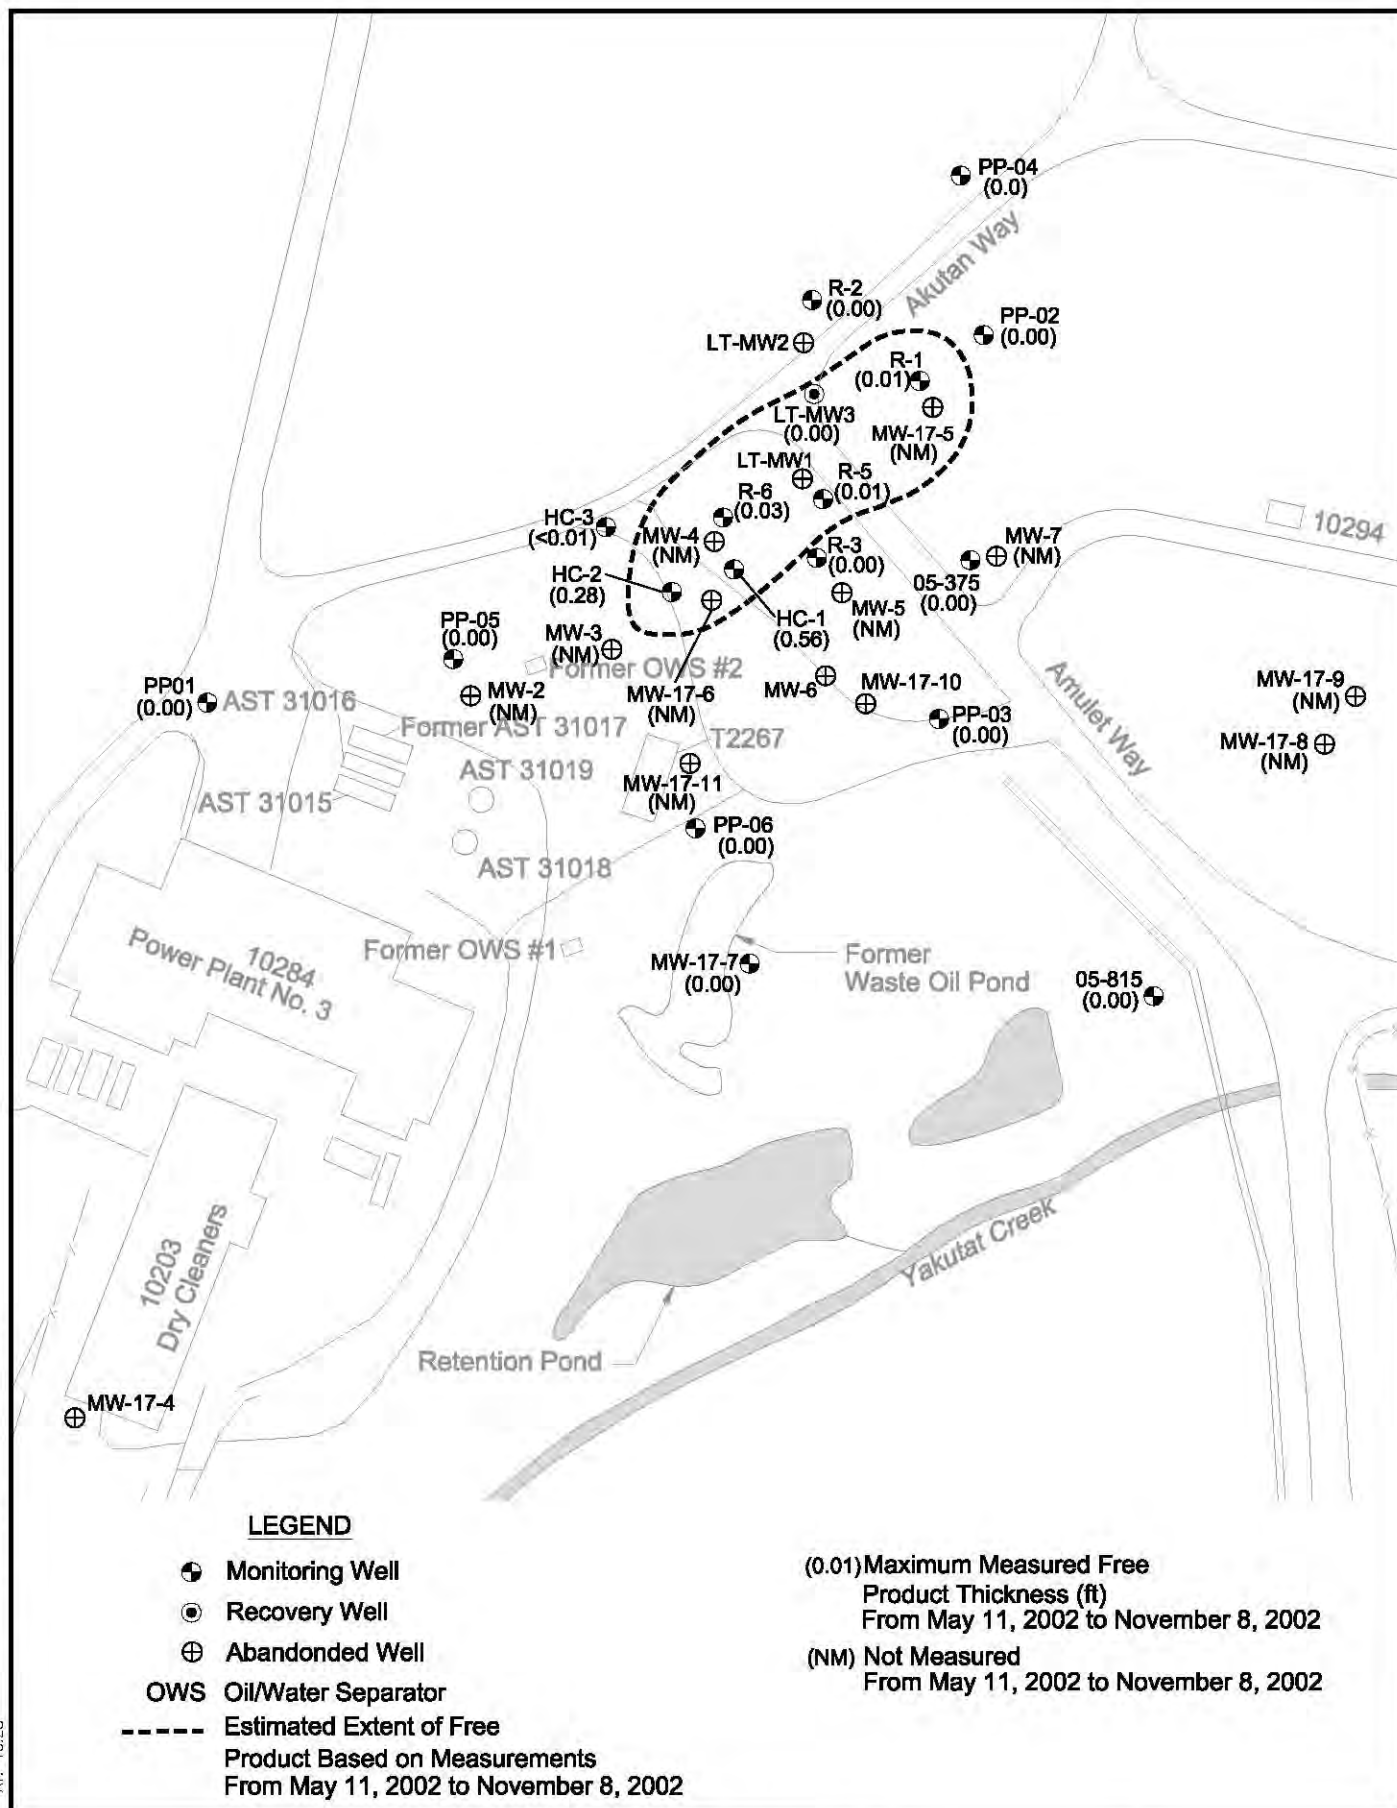 PP-04
(0.0)
Akutan Way
R-2
(0.00)
PP-02
(0.00)
LT-MW2
R-1
(0.01)
LT-MW3
(0.00)
MW-17-5
(NM)
LT-MW1
R-5
(0.01)
R-6
(0.03)
HC-3
(<0.01)
MW-4
(NM)
10294
MW-7
(NM)
R-3
(0.00)
05-375
(0.00)
HC-2
(0.28)
MW-5
(NM)
HC-1
(0.56)
PP-05
(0.00)
MW-3
(NM)
Former OWS #2
PP01
(0.00)
AST 31016
MW-2
(NM)
MW-17-6
(NM)
MW-6
MW-17-10
PP-03
(0.00)
Amulet Way
MW-17-9
(NM)
MW-17-8
(NM)
Former AST 31017
T2267
AST 31019
MW-17-11
(NM)
AST 31015
PP-06
(0.00)
AST 31018
10284
Power Plant No. 3
Former OWS #1
MW-17-7
(0.00)
Former
Waste Oil Pond
05-815
(0.00)
Yakutat Creek
10203
Dry Cleaners
Retention Pond
MW-17-4
LEGEND
Monitoring Well
Recovery Well
Abandonded Well
OWS Oil/Water Separator
Estimated Extent of Free
Product Based on Measurements
From May 11, 2002 to November 8, 2002
(0.01) Maximum Measured Free
Product Thickness (ft)
From May 11, 2002 to November 8, 2002
(NM) Not Measured
From May 11, 2002 to November 8, 2002